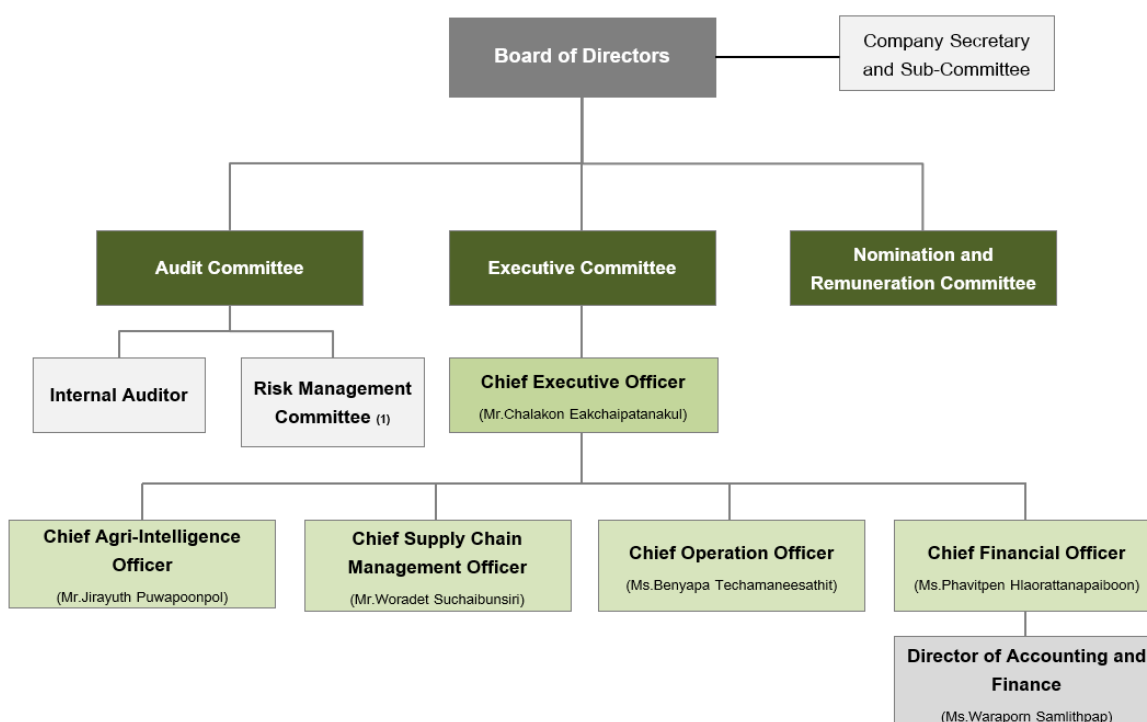 Board of Directors
Company Secretary
and Sub-Committee
Audit Committee
Executive Committee
Nomination and
Remuneration Committee
Internal Auditor
Risk Management
Committee (1)
Chief Executive Officer
(Mr.Chalakon Eakchaipatanakul)
Chief Agri-Intelligence
Officer
(Mr.Jirayuth Puwapoonpol)
Chief Supply Chain
Management Officer
(Mr.Woradet Suchaibunsiri)
Chief Operation Officer
(Ms.Benyapa Techamaneesathit)
Chief Financial Officer
(Ms.Phavitpen Hlaorattanapaiboon)
Director of Accounting and
Finance
(Ms.Waraporn Samlithpap)